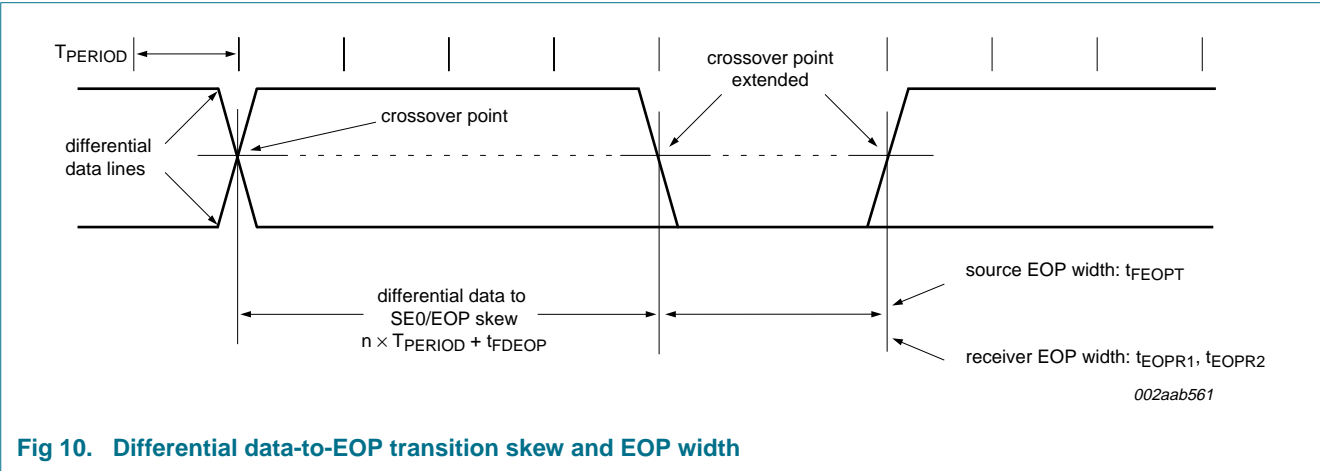 TPERIOD
crossover point
extended
crossover point
differential
data lines
source EOP width: tFEOPT
differential data to
SE0/EOP skew
n × TPERIOD + tFDEOP
receiver EOP width: tEOPR1, tEOPR2
002aab561
Fig 10. Differential data-to-EOP transition skew and EOP width